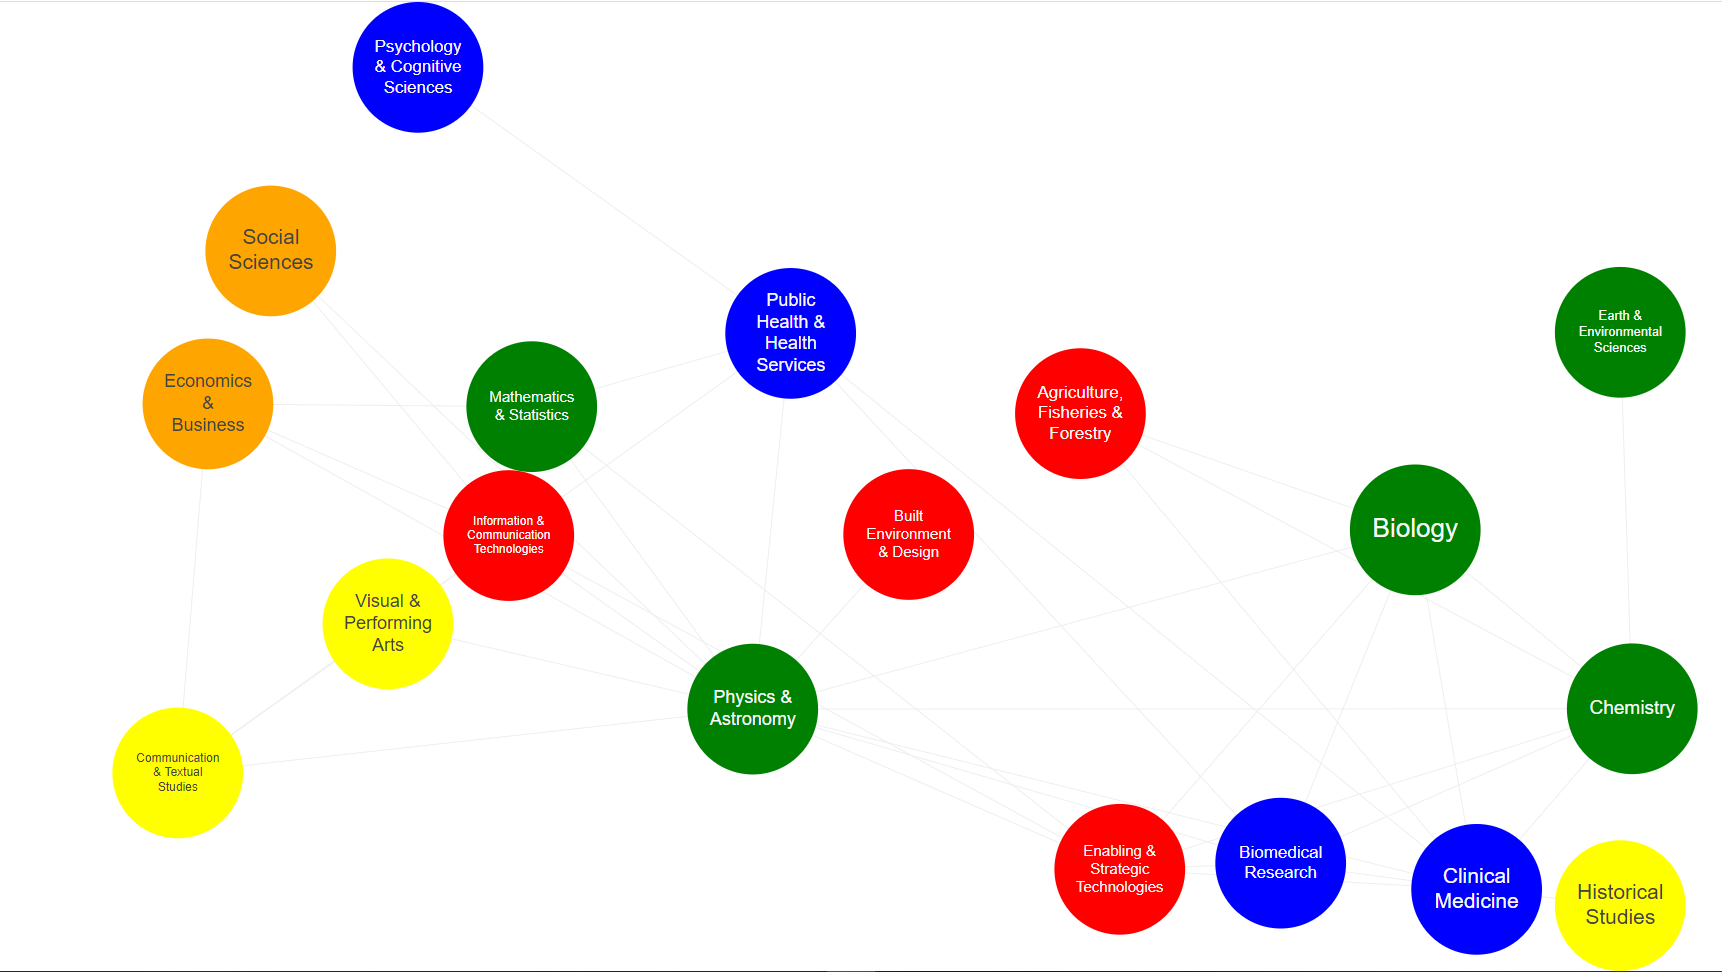 Psychology
& Cognitive
Sciences
Social
Sciences
Public
Health &
Health
Services
Earth &
Environmental
Sciences
Economics
&
Business
Mathematics
& Statistics
Agriculture,
Fisheries &
Forestry
Information &
Communication
Technologies
Built
Environment
& Design
Biology
Visual &
Performing
Arts
Physics &
Astronomy
Chemistry
Communication
& Textual
Studies
Enabling &
Strategic
Technologies
Biomedical
Research
Clinical
Medicine
Historical
Studies